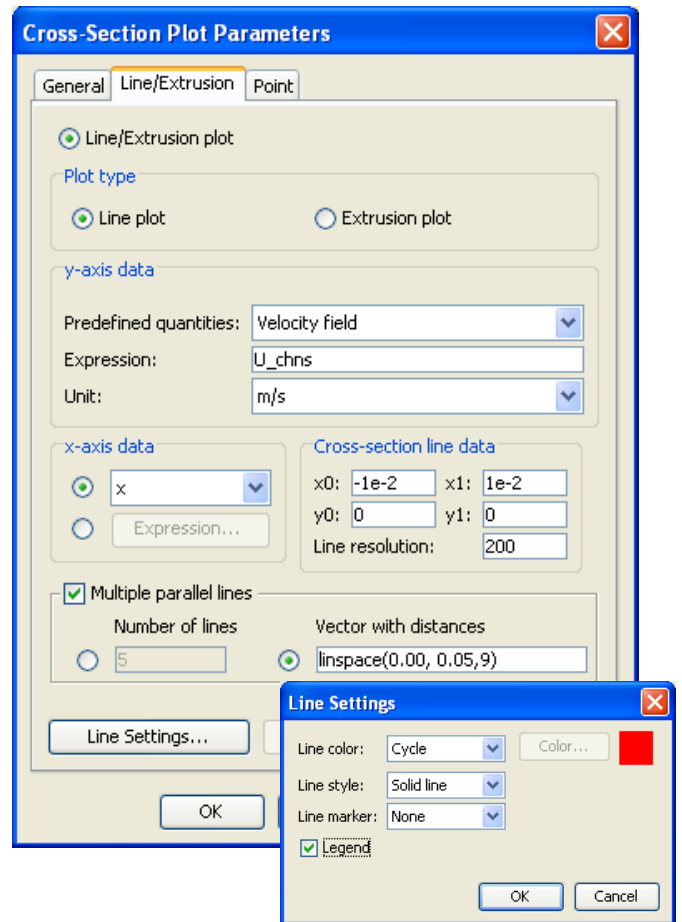 Cross-Section Plot Parameters
General Line/Extrusion Point
Line/Extrusion plot
Plot type
Line plot Extrusion plot
y-axis data
Predefined quantities: Velocity field
Expression: U_chns
Unit: m/s
x-axis data Cross-section line data
x x0: -1e-2 x1: 1e-2
Expression... y0: 0 y1: 0
Line resolution: 200
Multiple parallel lines
Number of lines Vector with distances
5 linspace(0.00, 0.05,9)
Line Settings...
OK
Line Settings
Line color: Cycle Color...
Line style: Solid line
Line marker: None
Legend
OK Cancel